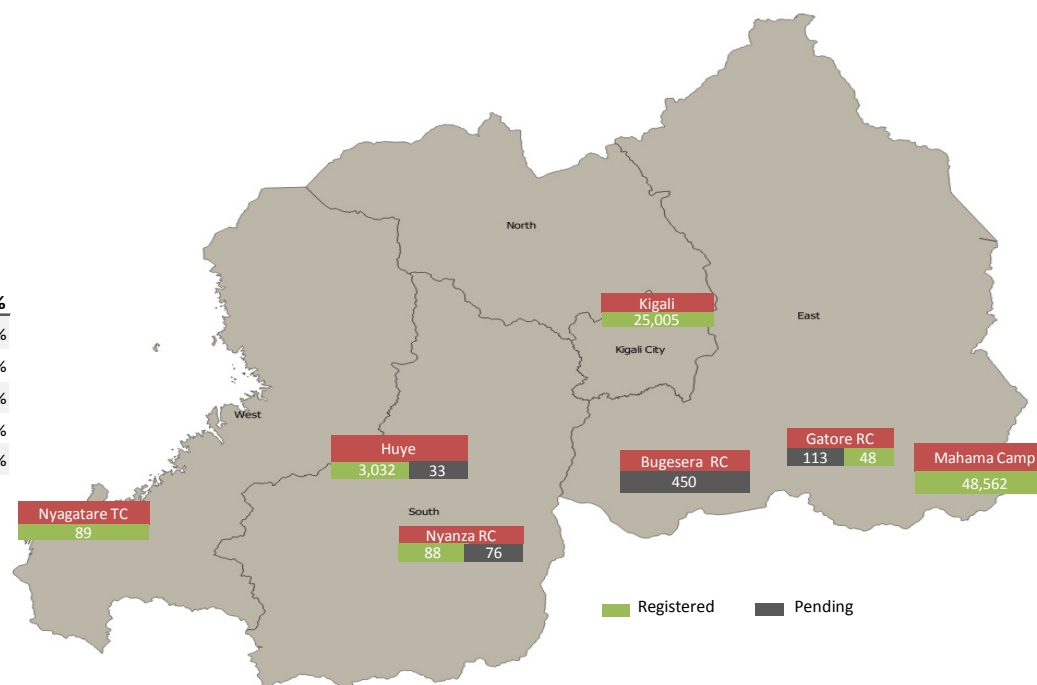 North
%
%
%
%
%
%
Kigali
25,005
East
Kigali City
West
Huye
3,032 33
Gatore RC
113 48
Bugesera RC
450
Mahama Camp
48,562
Nyagatare TC
89
South
Nyanza RC
88 76
Registered Pending